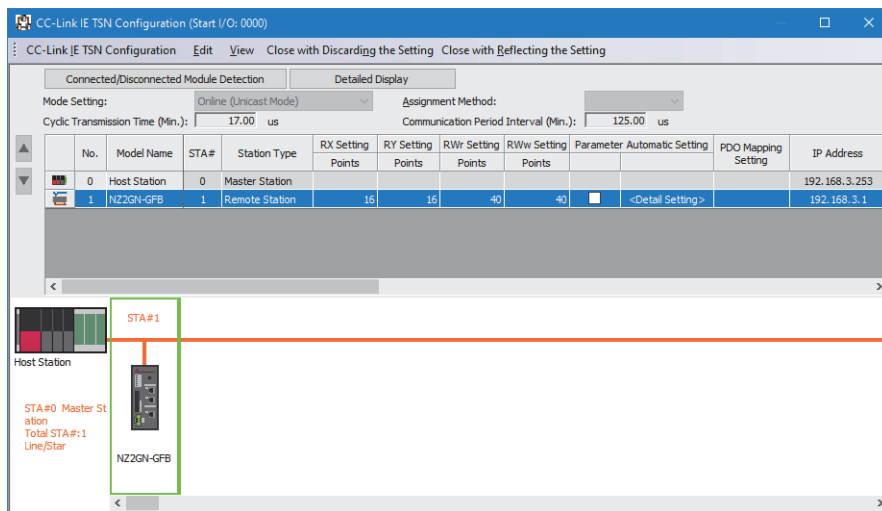 CC-Link IE TSN Configuration (Start I/O: 0000)
CC-Link IE TSN Configuration Edit View Close with Discarding the Setting Close with Reflecting the Setting
Connected/Disconnected Module Detection Detailed Display
Mode Setting: Online (Unicast Mode) Assignment Method:
Cyclic Transmission Time (Min.): 17.00 us Communication Period Interval (Min.): 125.00 us
No. Model Name STA# Station Type RX Setting RY Setting RWr Setting RWw Setting Parameter Automatic Setting PDO Mapping Setting IP Address
Points Points Points Points
0 Host Station 0 Master Station 192.168.3.253
1 NZ2GN-GFB 1 Remote Station 16 16 40 40 <Detail Setting> 192.168.3.1
STA#1
Host Station
STA#0 Master St
ation
Total STA#:1
Line/Star
NZ2GN-GFB